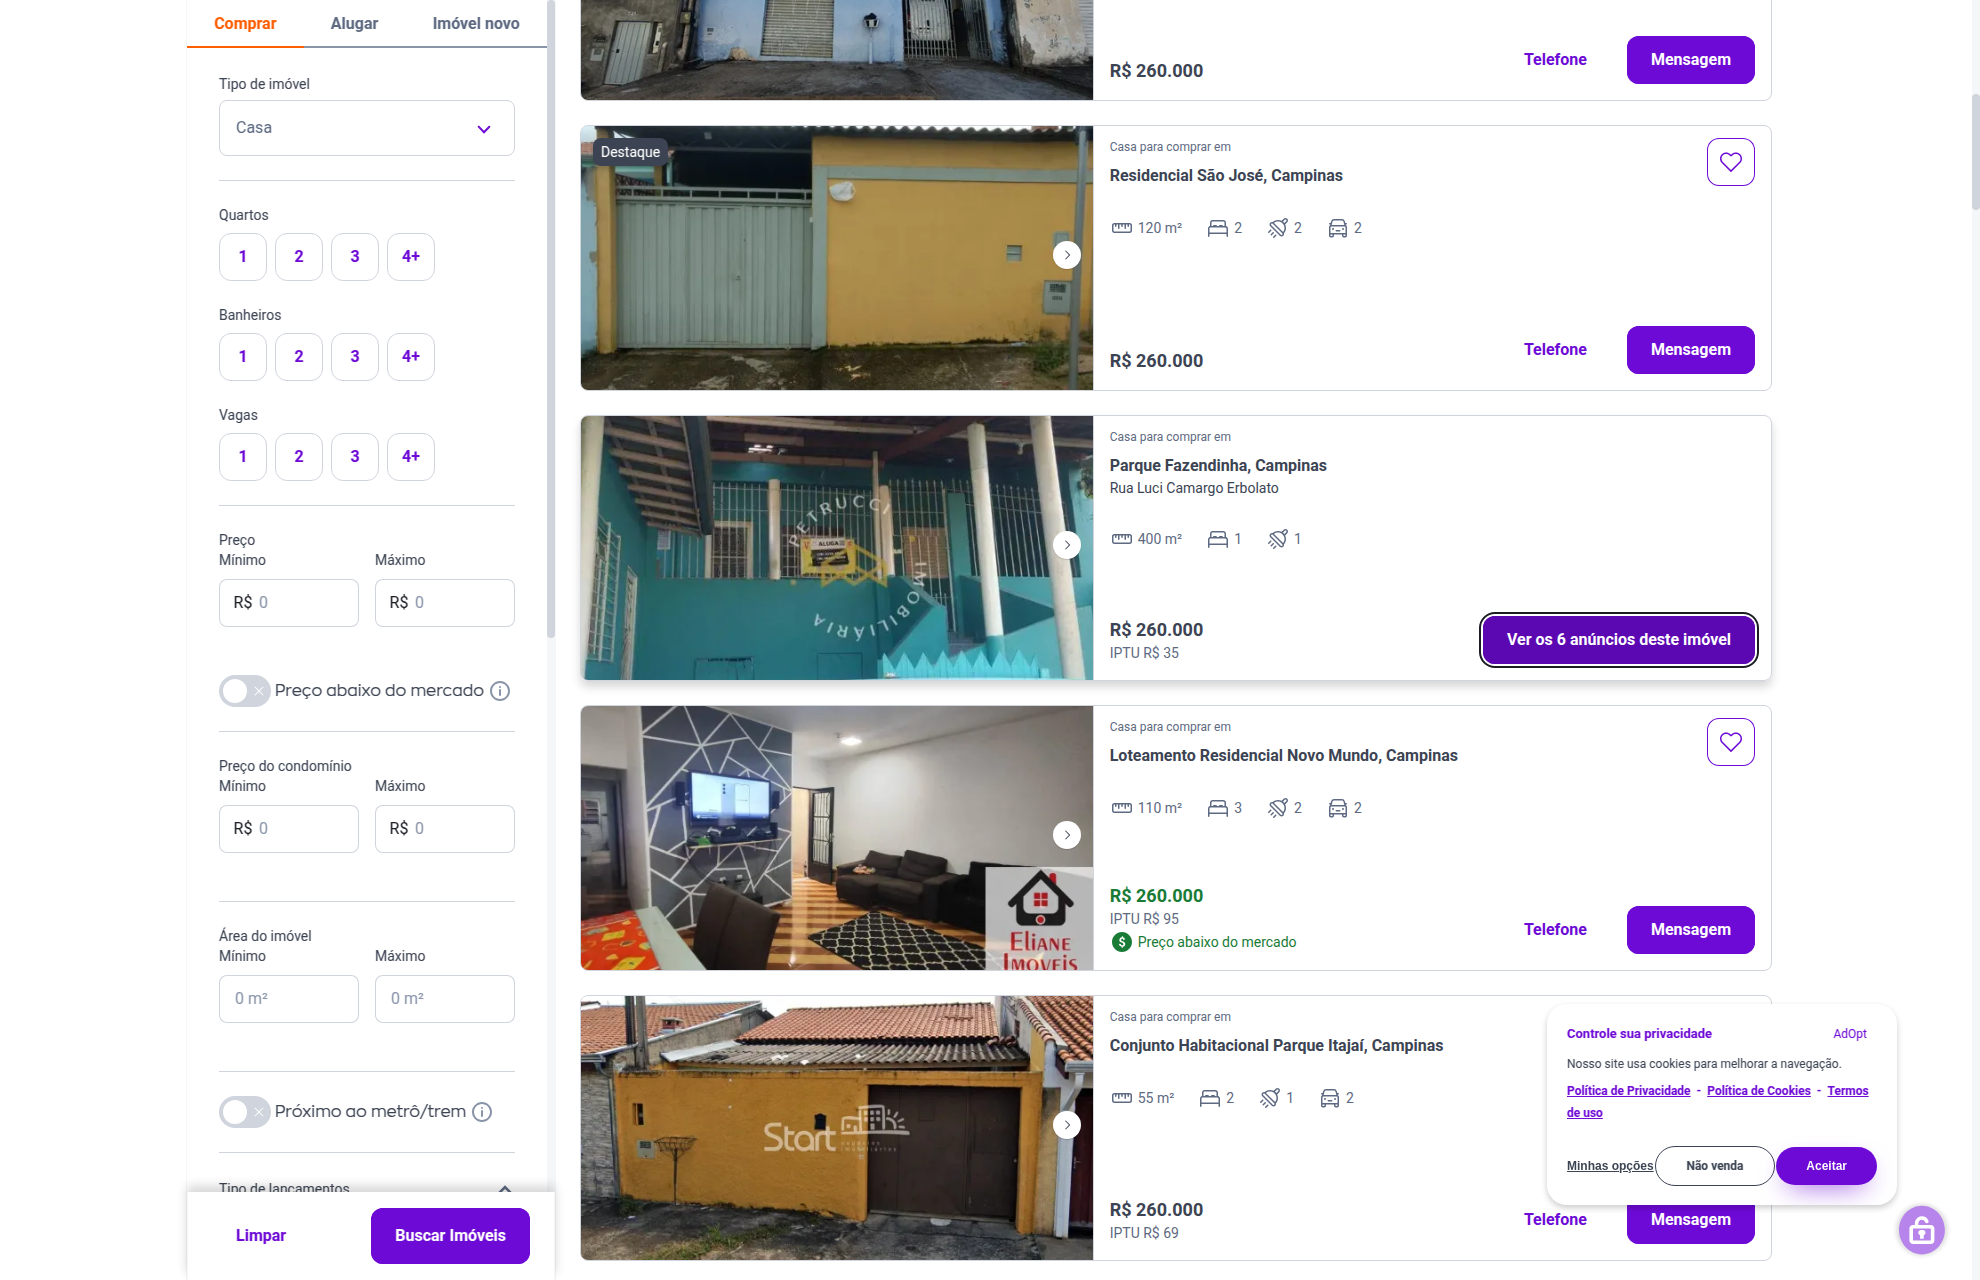 Comprar
Alugar
Imóvel novo
Tipo de imóvel
Casa
Quartos
1
2
3
4+
Banheiros
1
2
3
4+
Vagas
1
2
3
4+
Preço
Mínimo
Máximo
R$ 0
R$ 0
Preço abaixo do mercado
Preço do condomínio
Mínimo
Máximo
R$ 0
R$ 0
Área do imóvel
Mínimo
Máximo
0 m²
0 m²
Próximo ao metrô/trem
Tipo de lançamentos
Limpar
Buscar Imóveis
R$ 260.000
Telefone
Mensagem
Destaque
Casa para comprar em
Residencial São José, Campinas
120 m²
2
2
2
R$ 260.000
Telefone
Mensagem
PETRUCCI
IMOBILIÁRIA
ALUGA
Casa para comprar em
Parque Fazendinha, Campinas
Rua Luci Camargo Erbolato
400 m²
1
1
R$ 260.000
IPTU R$ 35
Ver os 6 anúncios deste imóvel
ELIANE
IMOVEIS
Casa para comprar em
Loteamento Residencial Novo Mundo, Campinas
110 m²
3
2
2
R$ 260.000
IPTU R$ 95
Preço abaixo do mercado
Telefone
Mensagem
Start
Casa para comprar em
Conjunto Habitacional Parque Itajaí, Campinas
55 m²
2
1
2
R$ 260.000
IPTU R$ 69
Telefone
Mensagem
Controle sua privacidade
AdOpt
Nosso site usa cookies para melhorar a navegação.
Política de Privacidade - Política de Cookies - Termos
de uso
Minhas opções
Não venda
Aceitar